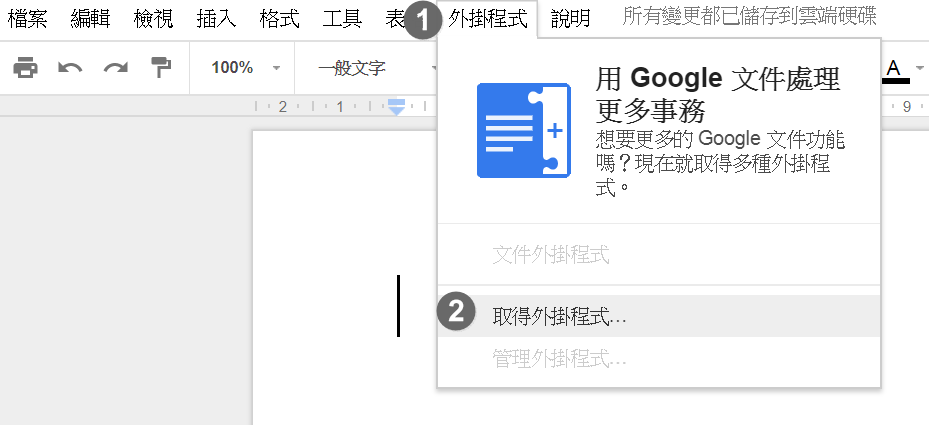 檔案 編輯 檢視 插入 格式 工具 表 1 外掛程式 說明 所有變更都已儲存到雲端硬碟
100% 一般文字 A
2 1 9
用 Google 文件處理
更多事務
想要更多的 Google 文件功能
嗎？現在就取得多種外掛程
式。
文件外掛程式
2 取得外掛程式...
管理外掛程式...